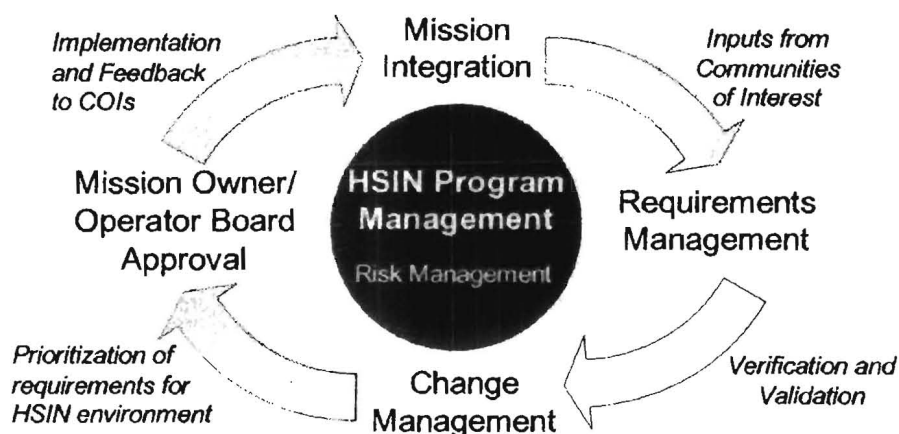 Mission
Integration
Inputs from
Communities
of Interest
Requirements
Management
Verification and
Validation
Change
Management
Prioritization of
requirements for
HSIN environment
Mission Owner/
Operator Board
Approval
Implementation
and Feedback
to COIs
HSIN Program
Management
Risk Management